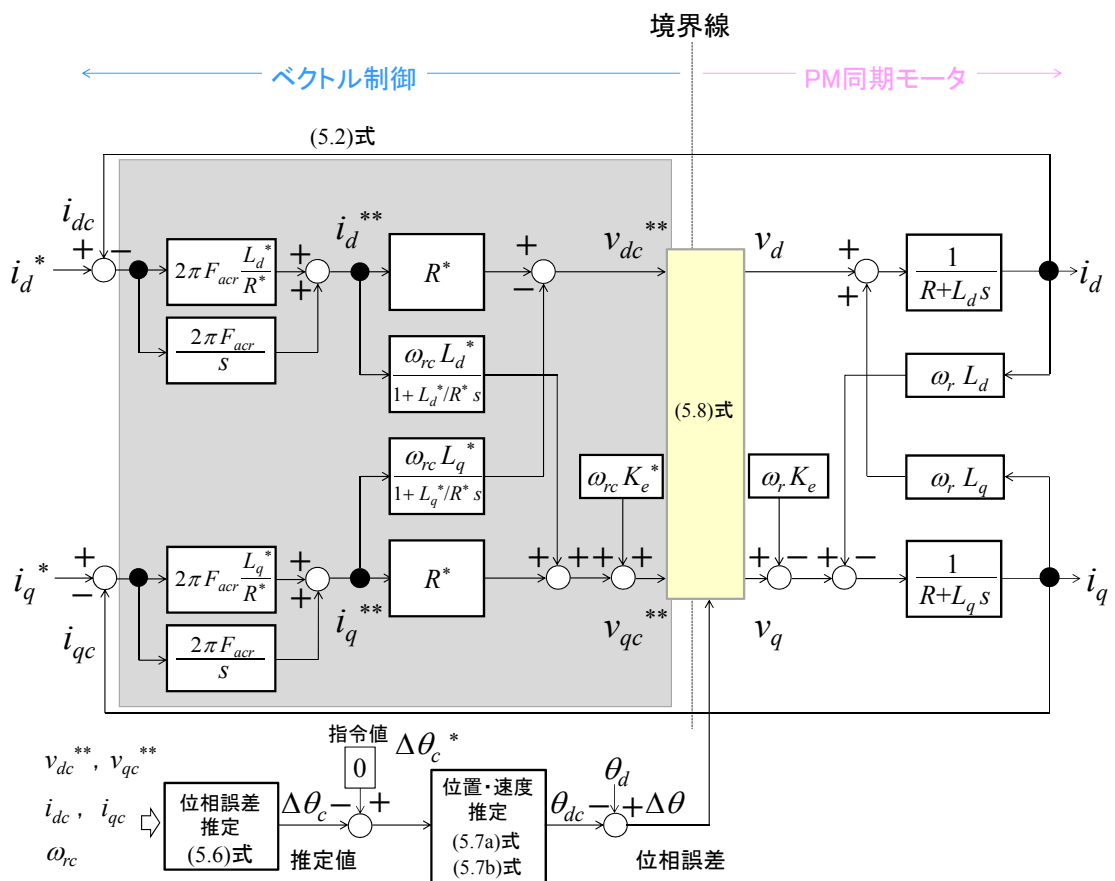 境界線
ベクトル制御
PM同期モータ
(5.2)式
i_dc
i_d^*
+ −
2πF_acr L_d^*/R^*
2πF_acr/s
+
+
i_d^**
R^*
ω_rc L_d^*/1+L_d^*/R^* s
+
−
v_dc^**
v_d
+
+
1/R+L_d s
i_d
ω_r L_d
(5.8)式
ω_rc L_q^*/1+L_q^*/R^* s
ω_rc K_e^*
ω_r K_e
ω_r L_q
i_q^*
+
−
i_qc
2πF_acr L_q^*/R^*
2πF_acr/s
+
+
i_q^**
R^*
+ +
+ +
v_qc^**
+ −
v_q
+ −
1/R+L_q s
i_q
v_dc^**, v_qc^**
i_dc , i_qc
ω_rc
位相誤差
推定
(5.6)式
Δθ_c
推定値
指令値
0
Δθ_c^*
− +
位置・速度
推定
(5.7a)式
(5.7b)式
θ_dc
θ_d
− +
Δθ
位相誤差